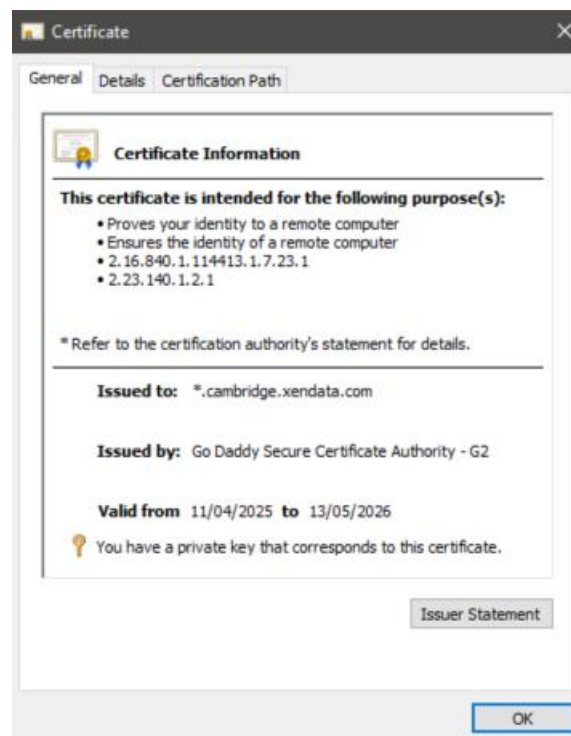 Certificate
General Details Certification Path
Certificate Information
This certificate is intended for the following purpose(s):
• Proves your identity to a remote computer
• Ensures the identity of a remote computer
• 2.16.840.1.114413.1.7.23.1
• 2.23.140.1.2.1
* Refer to the certification authority's statement for details.
Issued to: *.cambridge.xendata.com
Issued by: Go Daddy Secure Certificate Authority - G2
Valid from 11/04/2025 to 13/05/2026
You have a private key that corresponds to this certificate.
Issuer Statement
OK